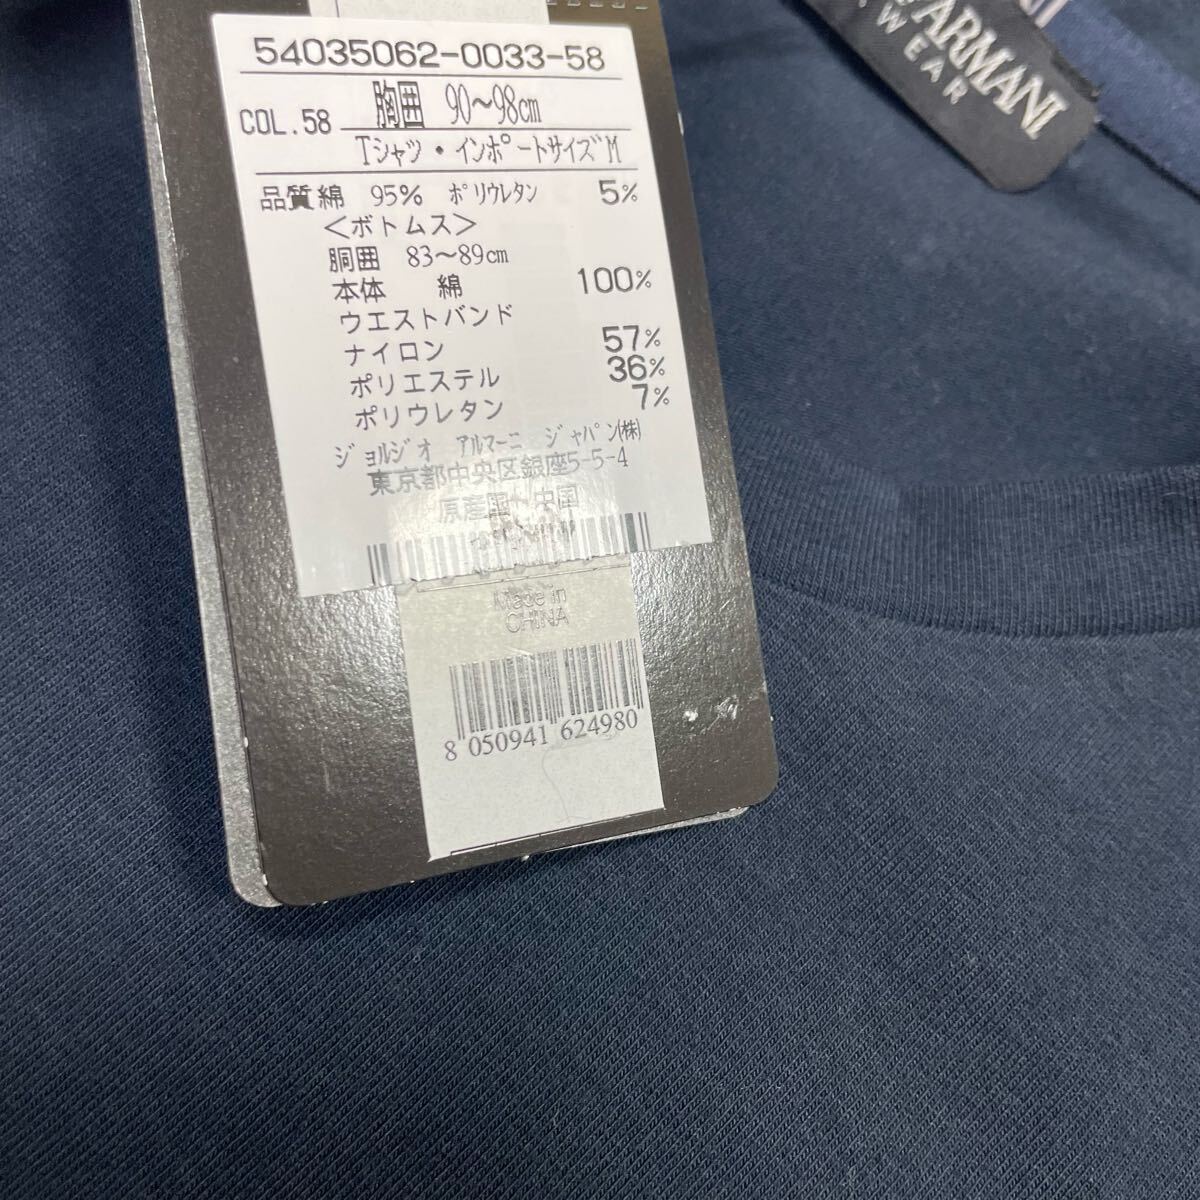 54035062-0033-58
胸囲 90～98cm
COL.58
Tシャツ・インポートサイズM
品質綿 95% ポリウレタン 5%
<ボトムス>
胴囲 83～89cm
本体 綿 100%
ウエストバンド
ナイロン 57%
ポリエステル 36%
ポリウレタン 7%
ジョルジオ アルマーニ ジャパン(株)
東京都中央区銀座5-5-4
原産国 中国
Made in
CHINA
8 050941 624980
ARMANI
WEAR